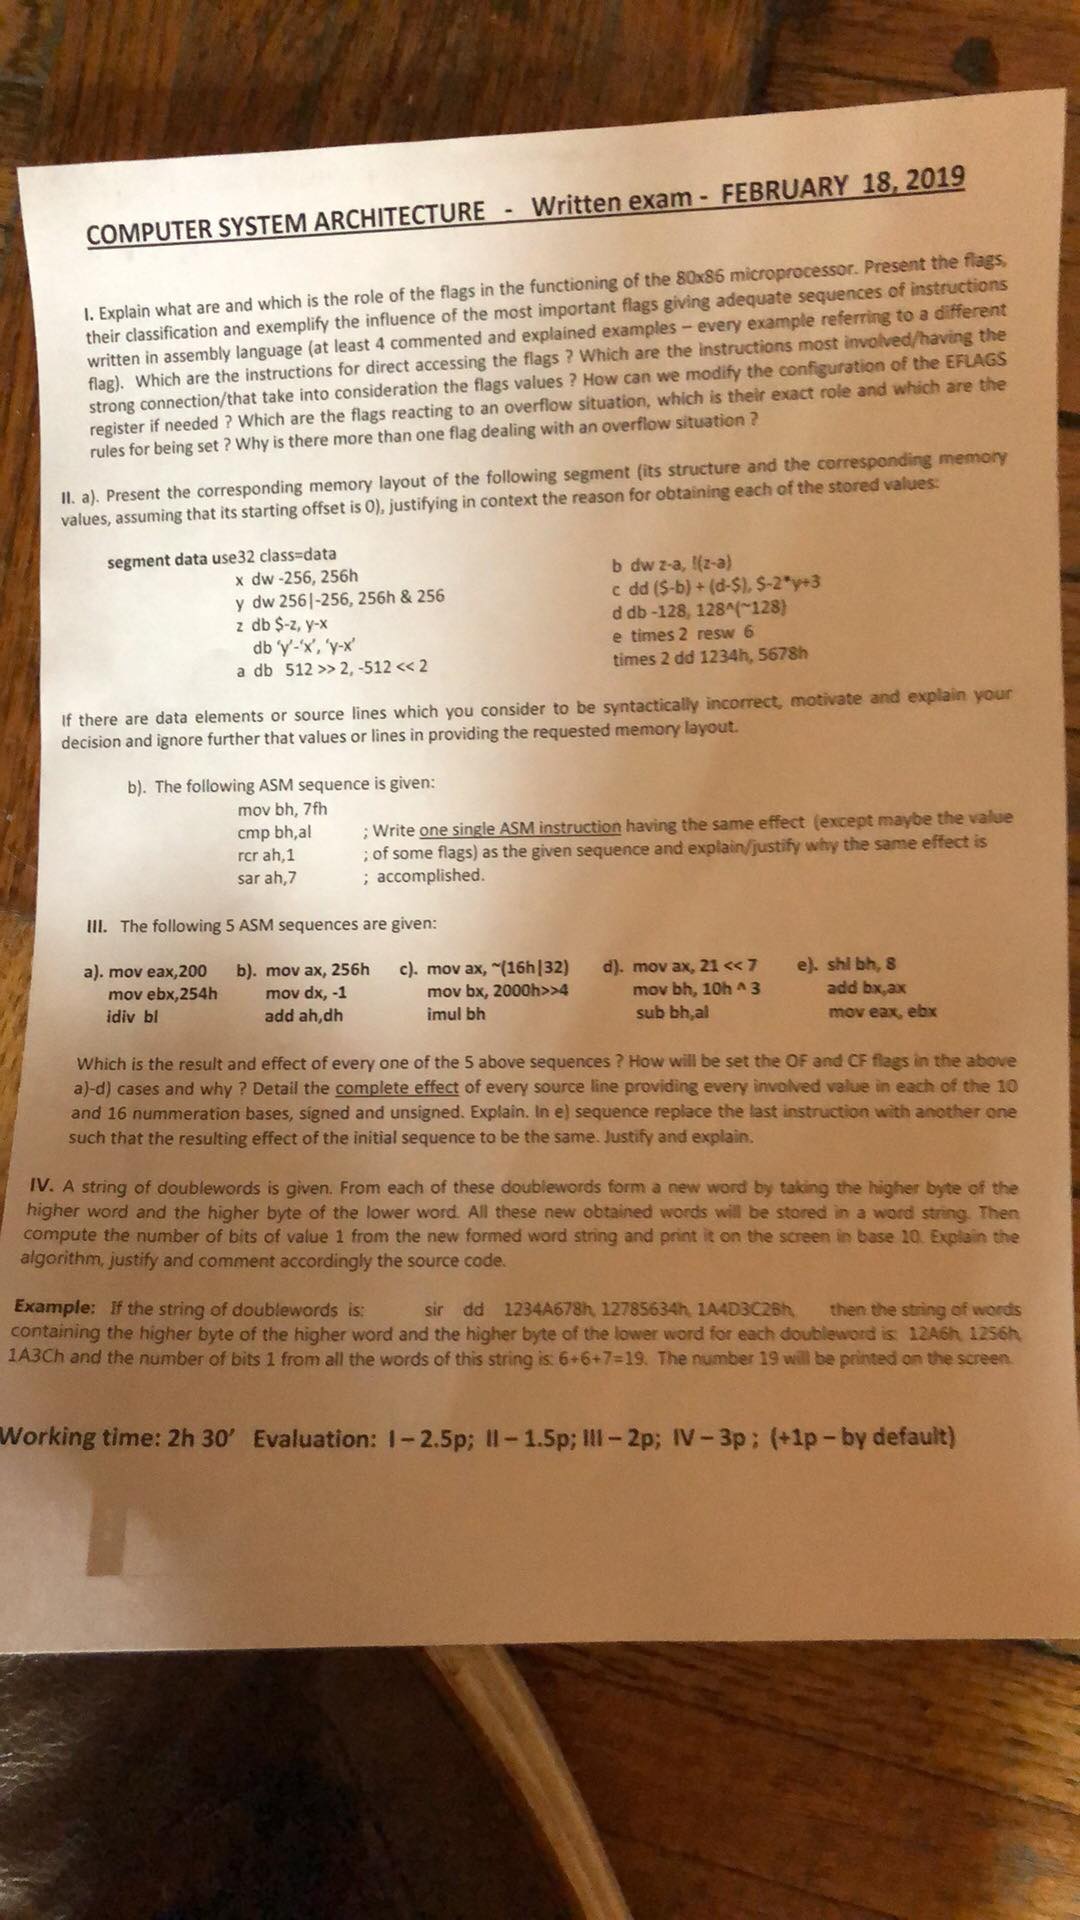 COMPUTER SYSTEM ARCHITECTURE - Written exam - FEBRUARY 18, 2019
I. Explain what are and which is the role of the flags in the functioning of the 80x86 microprocessor. Present the flags,
their classification and exemplify the influence of the most important flags giving adequate sequences of instructions
written in assembly language (at least 4 commented and explained examples – every example referring to a different
flag). Which are the instructions for direct accessing the flags ? Which are the instructions most involved/having the
strong connection/that take into consideration the flags values ? How can we modify the configuration of the EFLAGS
register if needed ? Which are the flags reacting to an overflow situation, which is their exact role and which are the
rules for being set ? Why is there more than one flag dealing with an overflow situation ?
II. a). Present the corresponding memory layout of the following segment (its structure and the corresponding memory
values, assuming that its starting offset is 0), justifying in context the reason for obtaining each of the stored values:
segment data use32 class=data
x dw -256, 256h
y dw 256|-256, 256h & 256
z db $-z, y-x
db 'y'-'x', 'y-x'
a db 512 >> 2, -512 << 2
b dw z-a, !(z-a)
c dd ($-b) + (d-$), $-2*y+3
d db -128, 128^(~128)
e times 2 resw 6
times 2 dd 1234h, 5678h
If there are data elements or source lines which you consider to be syntactically incorrect, motivate and explain your
decision and ignore further that values or lines in providing the requested memory layout.
b). The following ASM sequence is given:
mov bh, 7fh
cmp bh,al ; Write one single ASM instruction having the same effect (except maybe the value
rcr ah,1 ; of some flags) as the given sequence and explain/justify why the same effect is
sar ah,7 ; accomplished.
III. The following 5 ASM sequences are given:
a). mov eax,200 b). mov ax, 256h c). mov ax, ~(16h|32) d). mov ax, 21 << 7 e). shl bh, 8
mov ebx,254h mov dx, -1 mov bx, 2000h>>4 mov bh, 10h ^ 3 add bx,ax
idiv bl add ah,dh imul bh sub bh,al mov eax, ebx
Which is the result and effect of every one of the 5 above sequences ? How will be set the OF and CF flags in the above
a)-d) cases and why ? Detail the complete effect of every source line providing every involved value in each of the 10
and 16 nummeration bases, signed and unsigned. Explain. In e) sequence replace the last instruction with another one
such that the resulting effect of the initial sequence to be the same. Justify and explain.
IV. A string of doublewords is given. From each of these doublewords form a new word by taking the higher byte of the
higher word and the higher byte of the lower word. All these new obtained words will be stored in a word string. Then
compute the number of bits of value 1 from the new formed word string and print it on the screen in base 10. Explain the
algorithm, justify and comment accordingly the source code.
Example: If the string of doublewords is: sir dd 1234A678h, 12785634h, 1A4D3C2Bh, then the string of words
containing the higher byte of the higher word and the higher byte of the lower word for each doubleword is: 12A6h, 1256h,
1A3Ch and the number of bits 1 from all the words of this string is: 6+6+7=19. The number 19 will be printed on the screen.
Working time: 2h 30' Evaluation: I – 2.5p; II – 1.5p; III – 2p; IV – 3p ; (+1p – by default)